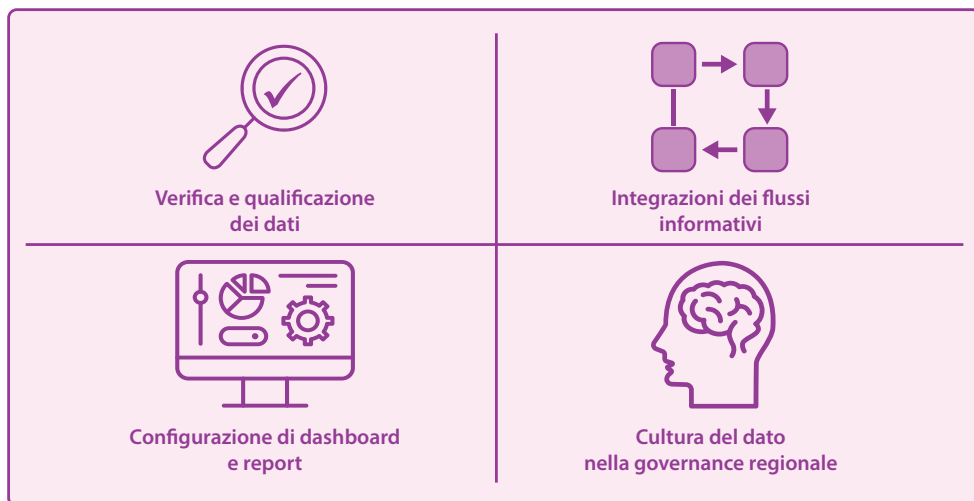 Verifica e qualificazione
dei dati
Integrazioni dei flussi
informativi
Configurazione di dashboard
e report
Cultura del dato
nella governance regionale